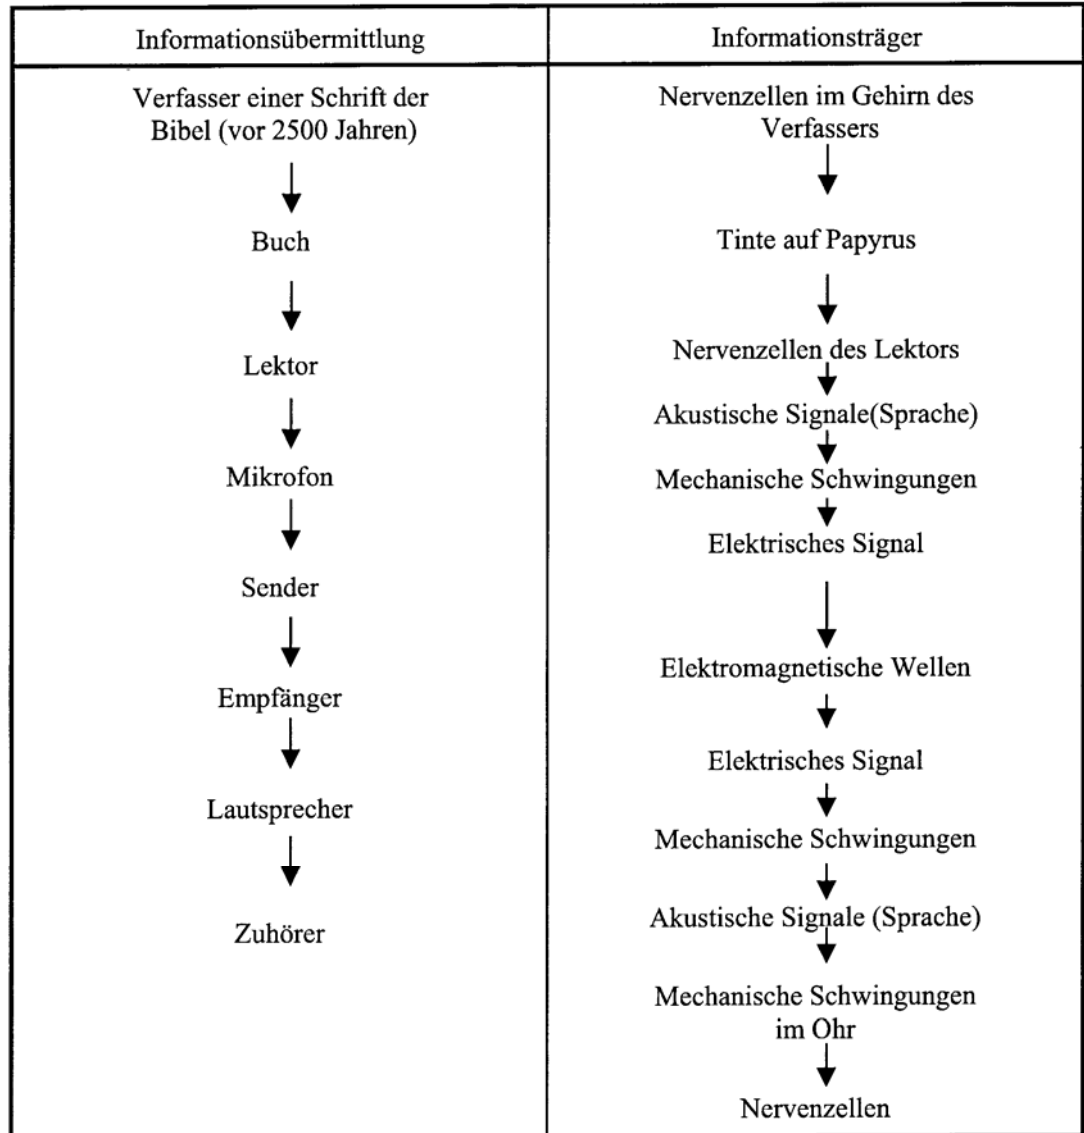 Informationsübermittlung
Verfasser einer Schrift der
Bibel (vor 2500 Jahren)
Buch
Lektor
Mikrofon
Sender
Empfänger
Lautsprecher
Zuhörer
Informationsträger
Nervenzellen im Gehirn des
Verfassers
Tinte auf Papyrus
Nervenzellen des Lektors
Akustische Signale(Sprache)
Mechanische Schwingungen
Elektrisches Signal
Elektromagnetische Wellen
Elektrisches Signal
Mechanische Schwingungen
Akustische Signale (Sprache)
Mechanische Schwingungen
im Ohr
Nervenzellen